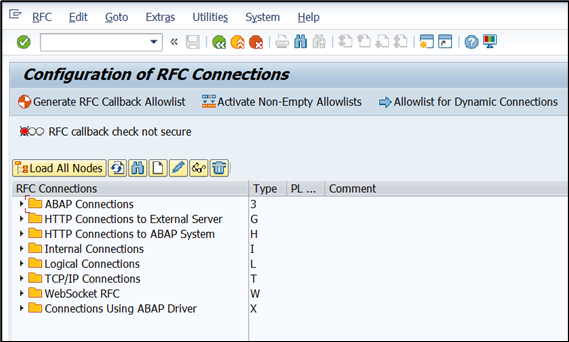 RFC Edit Goto Extras Utilities System Help
Configuration of RFC Connections
Generate RFC Callback Allowlist Activate Non-Empty Allowlists Allowlist for Dynamic Connections
RFC callback check not secure
Load All Nodes
RFC Connections Type PL ... Comment
ABAP Connections 3
HTTP Connections to External Server G
HTTP Connections to ABAP System H
Internal Connections I
Logical Connections L
TCP/IP Connections T
WebSocket RFC W
Connections Using ABAP Driver X